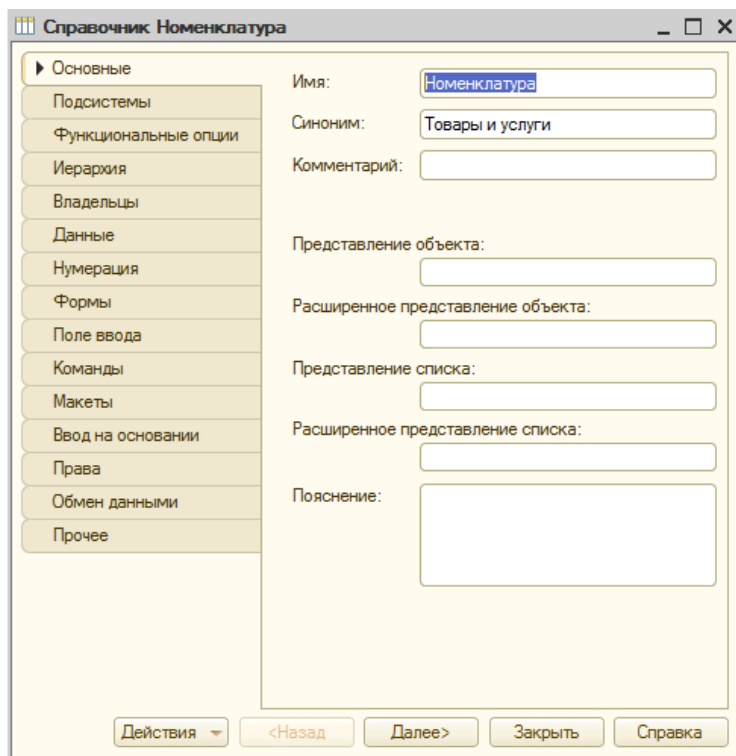 Справочник Номенклатура
Основные
Подсистемы
Функциональные опции
Иерархия
Владельцы
Данные
Нумерация
Формы
Поле ввода
Команды
Макеты
Ввод на основании
Права
Обмен данными
Прочее
Имя: Номенклатура
Синоним: Товары и услуги
Комментарий:
Представление объекта:
Расширенное представление объекта:
Представление списка:
Расширенное представление списка:
Пояснение:
Действия <Назад Далее> Закрыть Справка